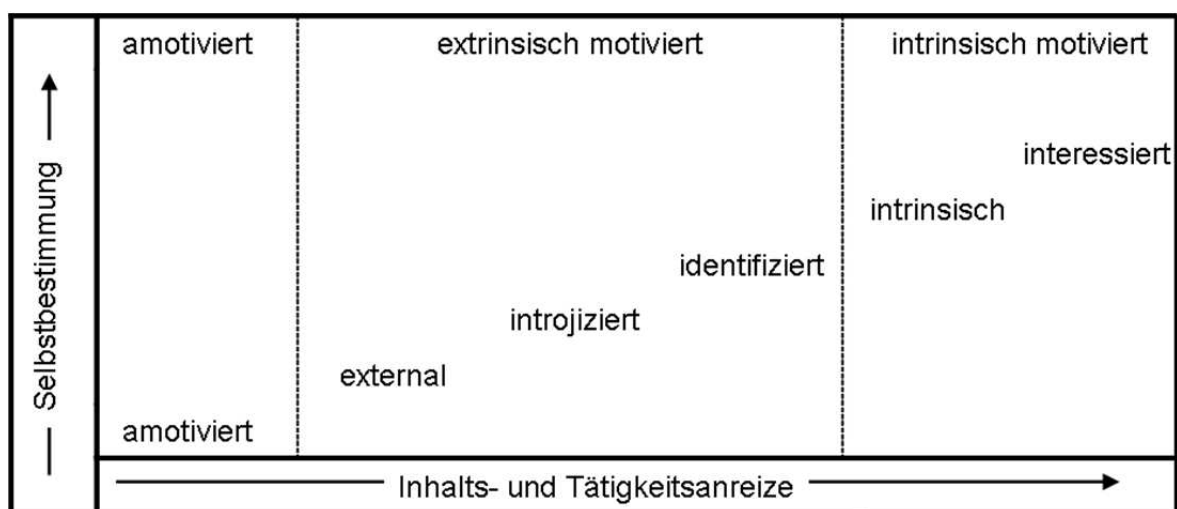 amotiviert extrinsisch motiviert intrinsisch motiviert
interessiert
intrinsisch
identifiziert
introjiziert
external
amotiviert
Selbstbestimmung
Inhalts- und Tätigkeitsanreize